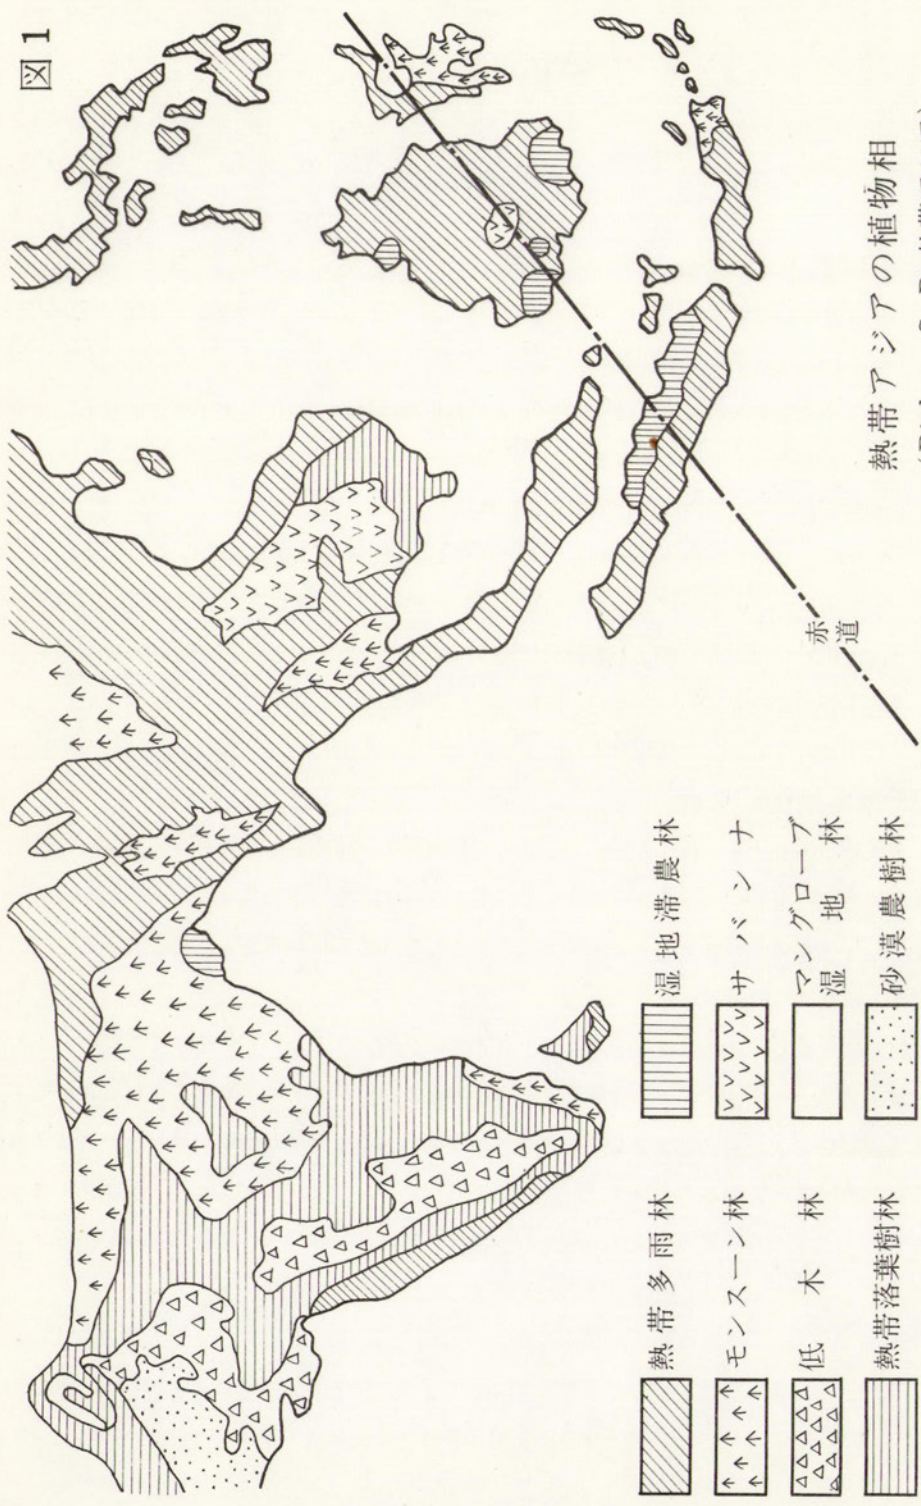 図1
熱帯アジアの植物相
赤道
熱帯多雨林
モンスーン林
低木林
熱帯落葉樹林
湿地滞農林
サバンナ
マングローブ
湿地林
砂漠農樹林